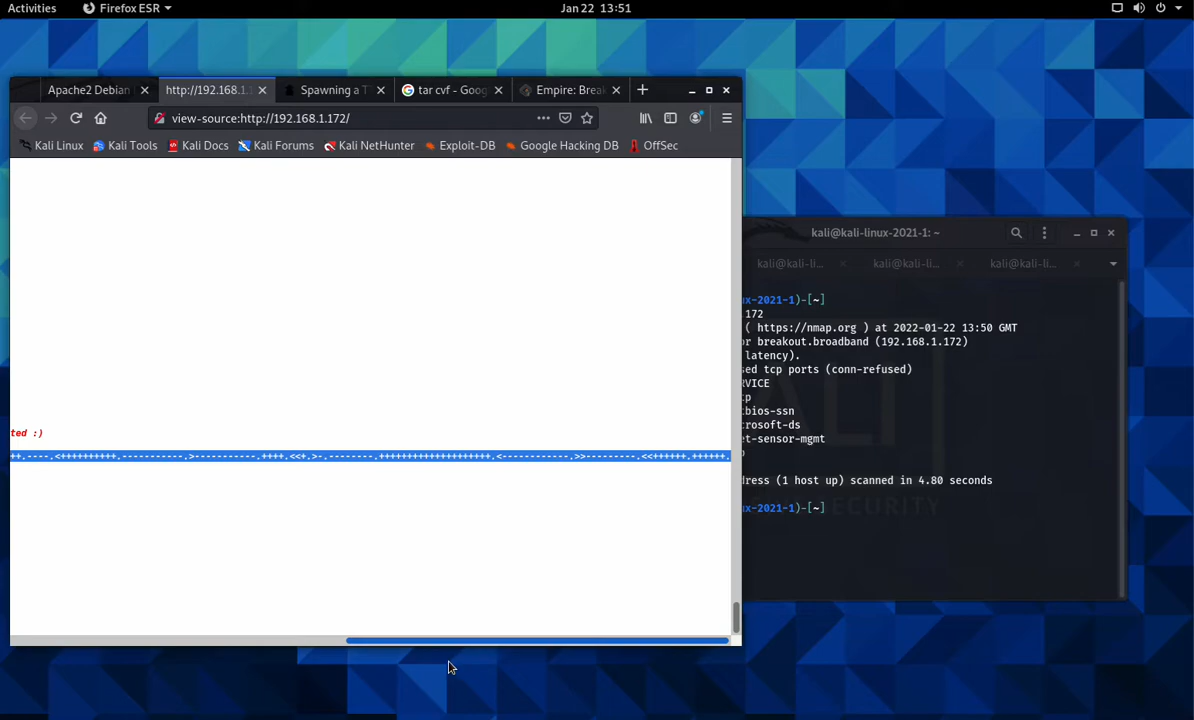 Activities Firefox ESR Jan 22 13:51
Apache2 Debian http://192.168.1.1 Spawning a T tar cvf - Goog Empire: Break
view-source:http://192.168.1.172/
Kali Linux Kali Tools Kali Docs Kali Forums Kali NetHunter Exploit-DB Google Hacking DB OffSec
ted :)
++.----.<++++++++++.-----------.>-----------.++++.<<+.>-.--------.++++++++++++++++++++.<------------.>>---------.<<++++++.++++++.
kali@kali-linux-2021-1: ~
kali@kali-li... kali@kali-li... kali@kali-li...
ux-2021-1)-[~]
.172
( https://nmap.org ) at 2022-01-22 13:50 GMT
or breakout.broadband (192.168.1.172)
latency).
sed tcp ports (conn-refused)
RVICE
tp
tbios-ssn
crosoft-ds
et-sensor-mgmt
dress (1 host up) scanned in 4.80 seconds
ux-2021-1)-[~]